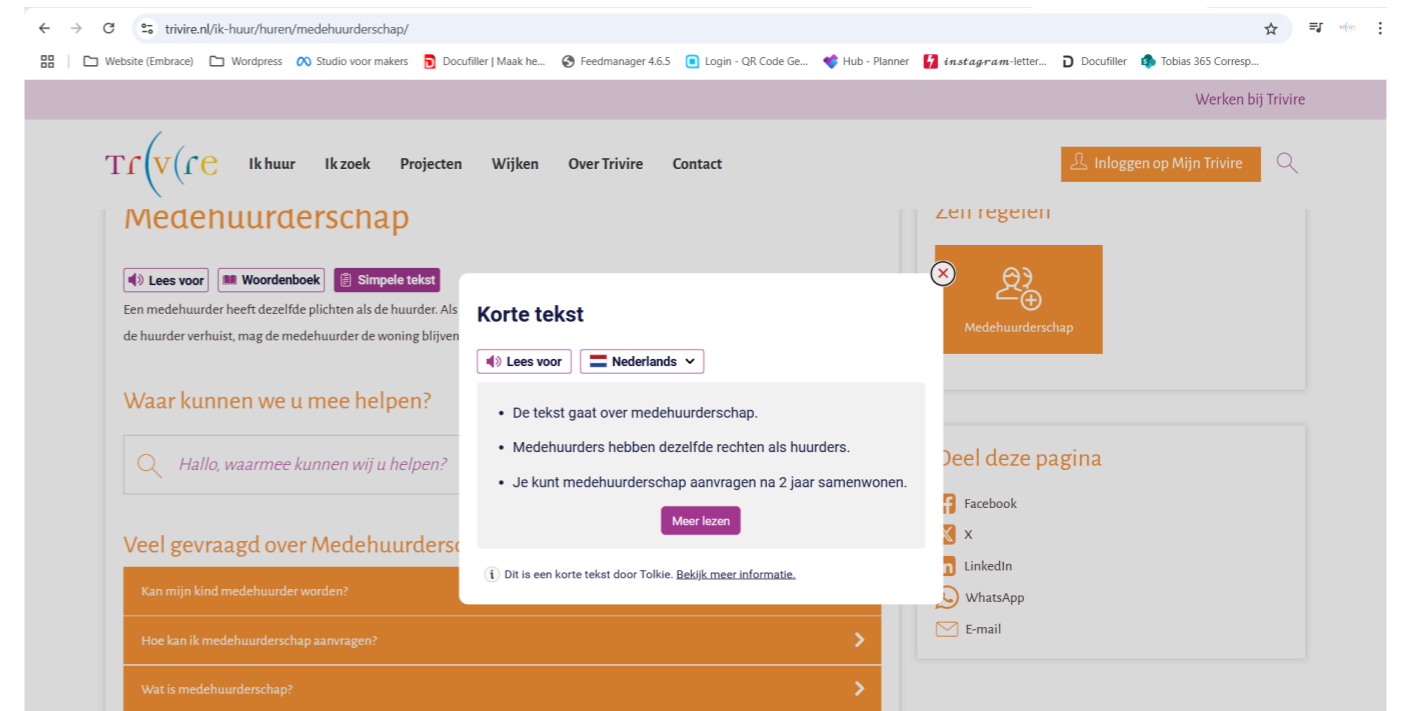 trivire.nl/ik-huur/huren/medehuurderschap/
Website (Embrace) Wordpress Studio voor makers Docufiller | Maak he... Feedmanager 4.6.5 Login - QR Code Ge... Hub - Planner instagram-letter... Docufiller Tobias 365 Corresp...
Werken bij Trivire
Trivire Ik huur Ik zoek Projecten Wijken Over Trivire Contact Inloggen op Mijn Trivire
Medehuurderschap
Lees voor Woordenboek Simpele tekst
Een medehuurder heeft dezelfde plichten als de huurder. Als
de huurder verhuist, mag de medehuurder de woning blijven
Waar kunnen we u mee helpen?
Hallo, waarmee kunnen wij u helpen?
Veel gevraagd over Medehuurdersc
Kan mijn kind medehuurder worden?
Hoe kan ik medehuurderschap aanvragen?
Wat is medehuurderschap?
Korte tekst
Lees voor Nederlands
• De tekst gaat over medehuurderschap.
• Medehuurders hebben dezelfde rechten als huurders.
• Je kunt medehuurderschap aanvragen na 2 jaar samenwonen.
Meer lezen
Dit is een korte tekst door Tolkie. Bekijk meer informatie.
Zelf regelen
Medehuurderschap
Deel deze pagina
Facebook
X
LinkedIn
WhatsApp
E-mail